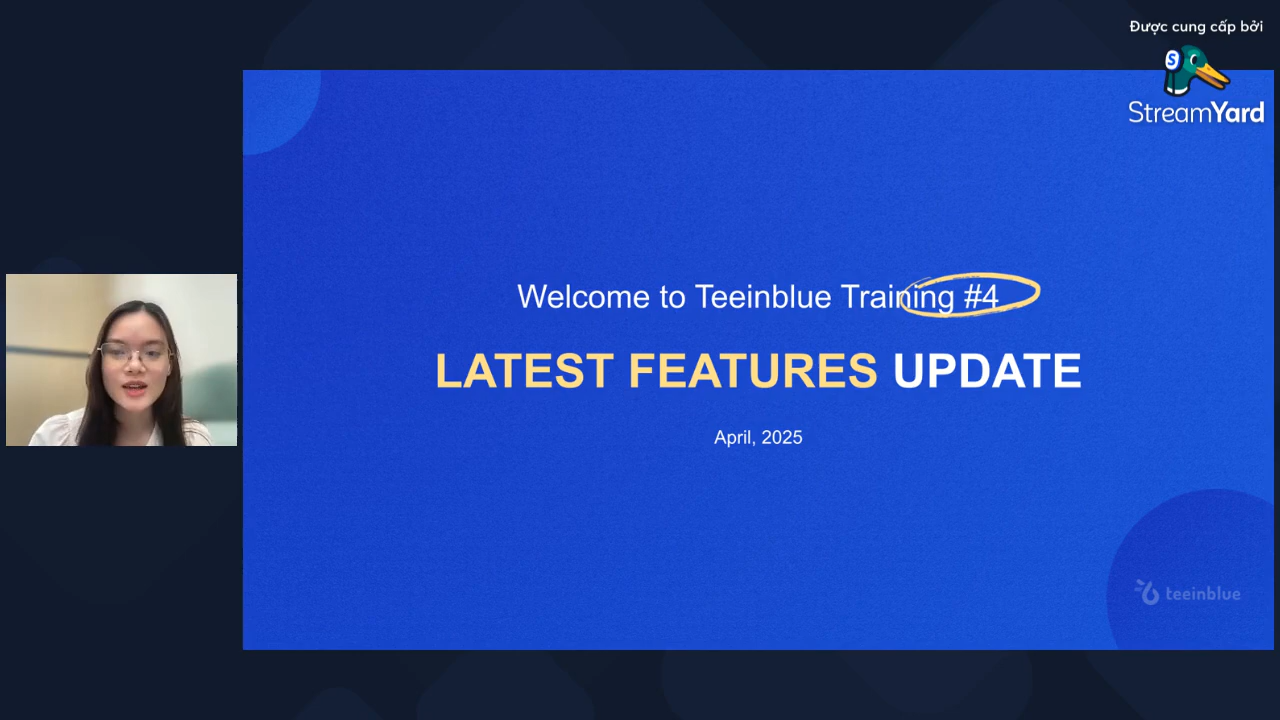 Được cung cấp bởi
S
StreamYard
Welcome to Teeinblue Training #4
LATEST FEATURES UPDATE
April, 2025
teeinblue